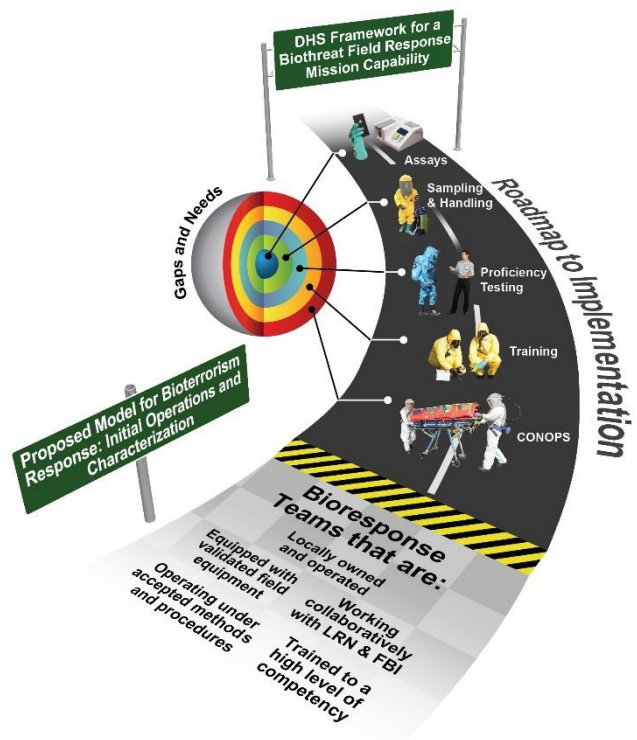 DHS Framework for a
Biothreat Field Response
Mission Capability
Assays
Sampling
& Handling
Proficiency
Testing
Training
CONOPS
Roadmap to Implementation
Gaps and Needs
Proposed Model for Bioterrorism
Response: Initial Operations and
Characterization
Bioresponse
Teams that are:
Locally owned
and operated
Equipped with
validated field
equipment
Working
collaboratively
with LRN & FBI
Operating under
accepted methods
and procedures
Trained to a
high level of
competency